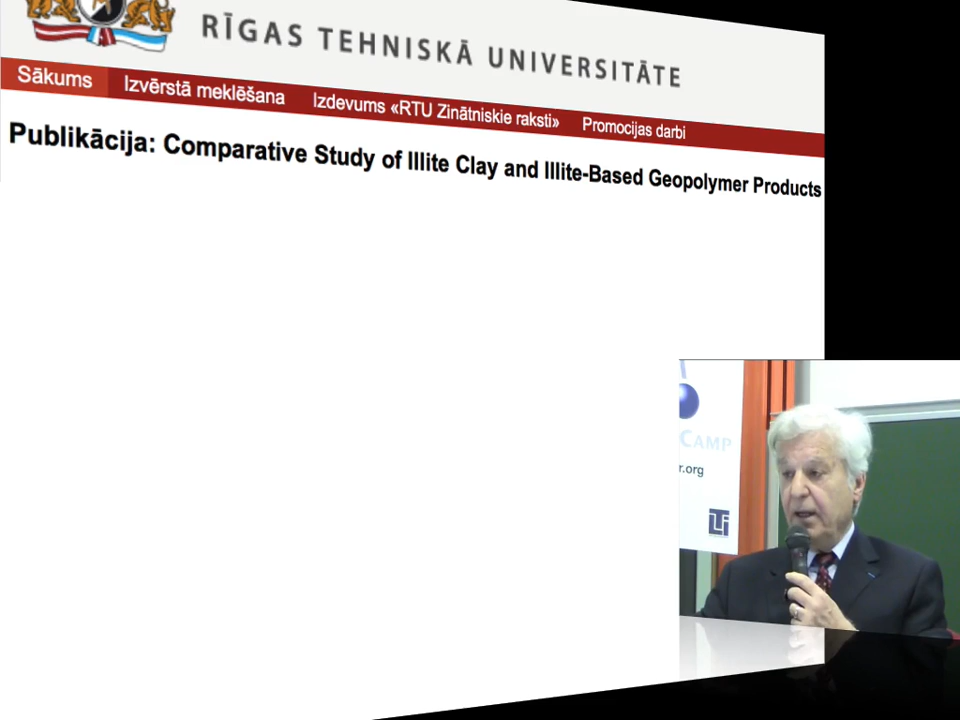 RĪGAS TEHNISKĀ UNIVERSITĀTE
Sākums Izvērstā meklēšana Izdevums «RTU Zinātniskie raksti» Promocijas darbi
Publikācija: Comparative Study of Illite Clay and Illite-Based Geopolymer Products
CAMP
r.org